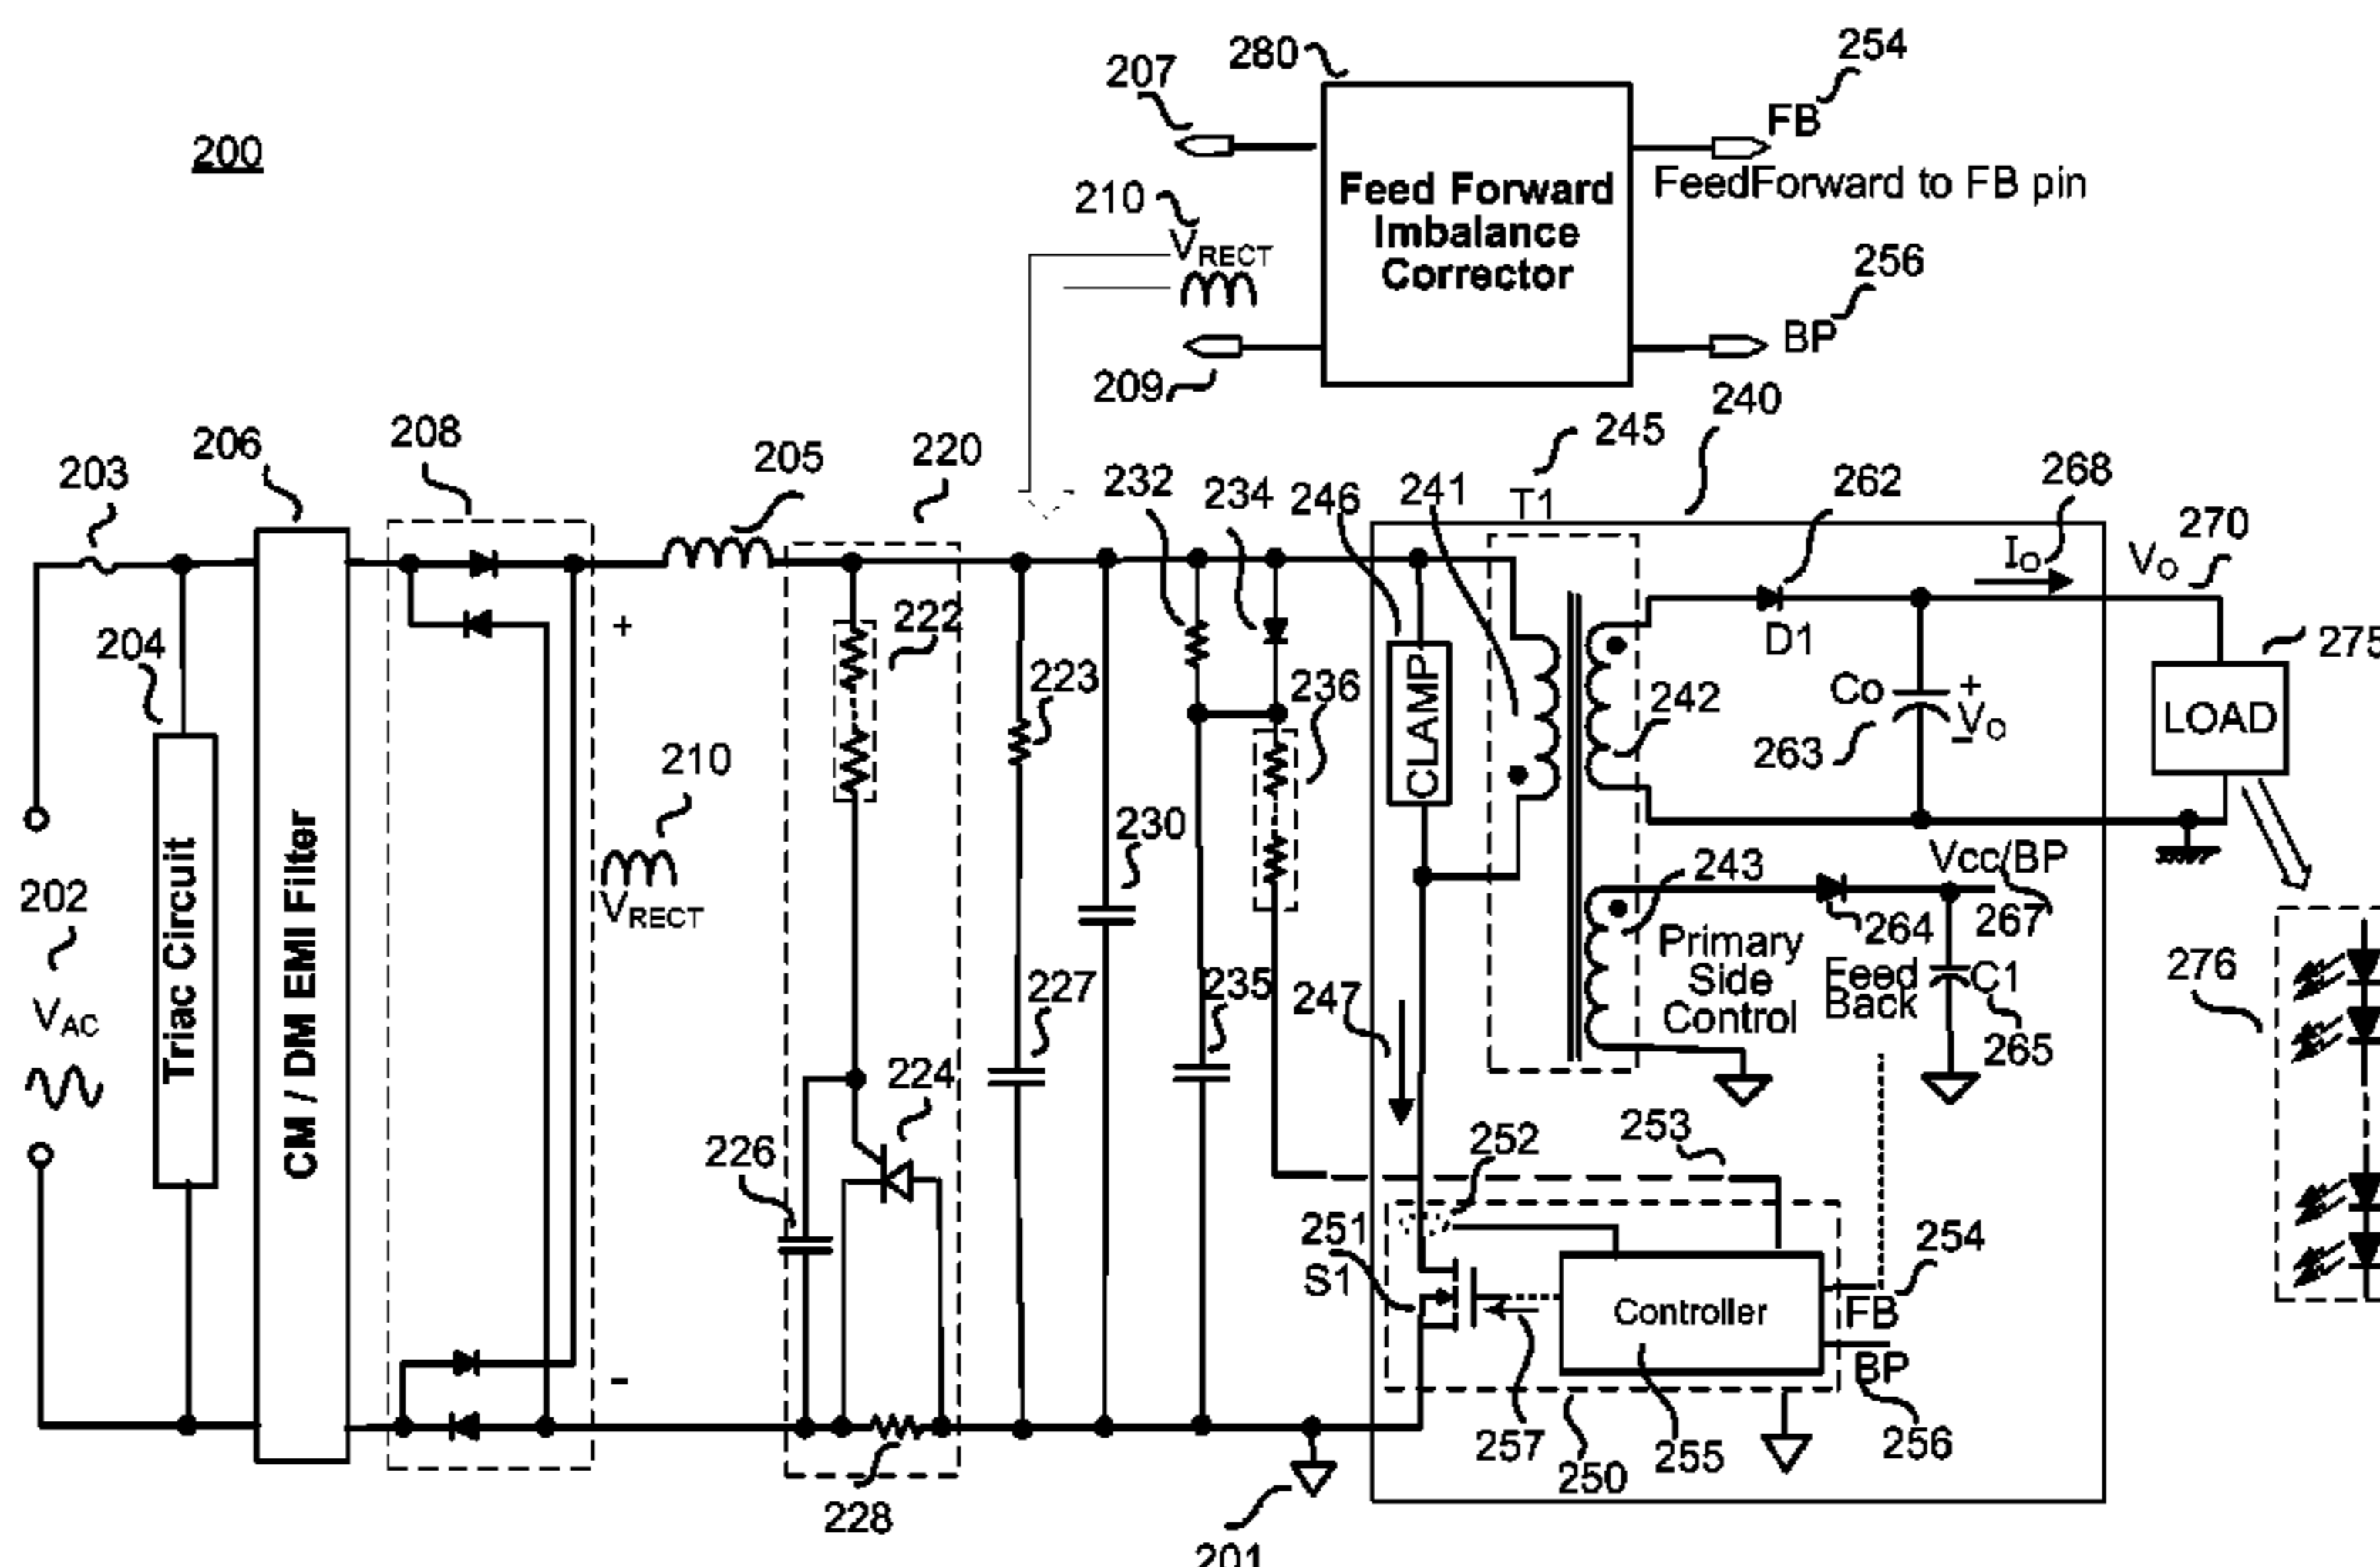 200
207
280
254
FB
FeedForward to FB pin
210
VRECT
Feed Forward
Imbalance
Corrector
256
BP
209
240
245
203
206
208
205
220
232
234
246
241
T1
262
268
IO
270
VO
275
204
+
222
223
236
CLAMP
242
D1
Co
+
VO
-
263
LOAD
202
VAC
Triac Circuit
CM / DM EMI Filter
210
VRECT
230
243
Vcc/BP
267
264
Primary
Side
Control
Feed
Back
C1
265
276
227
235
247
224
226
253
252
251
S1
Controller
254
FB
BP
256
-
257
255
250
228
201